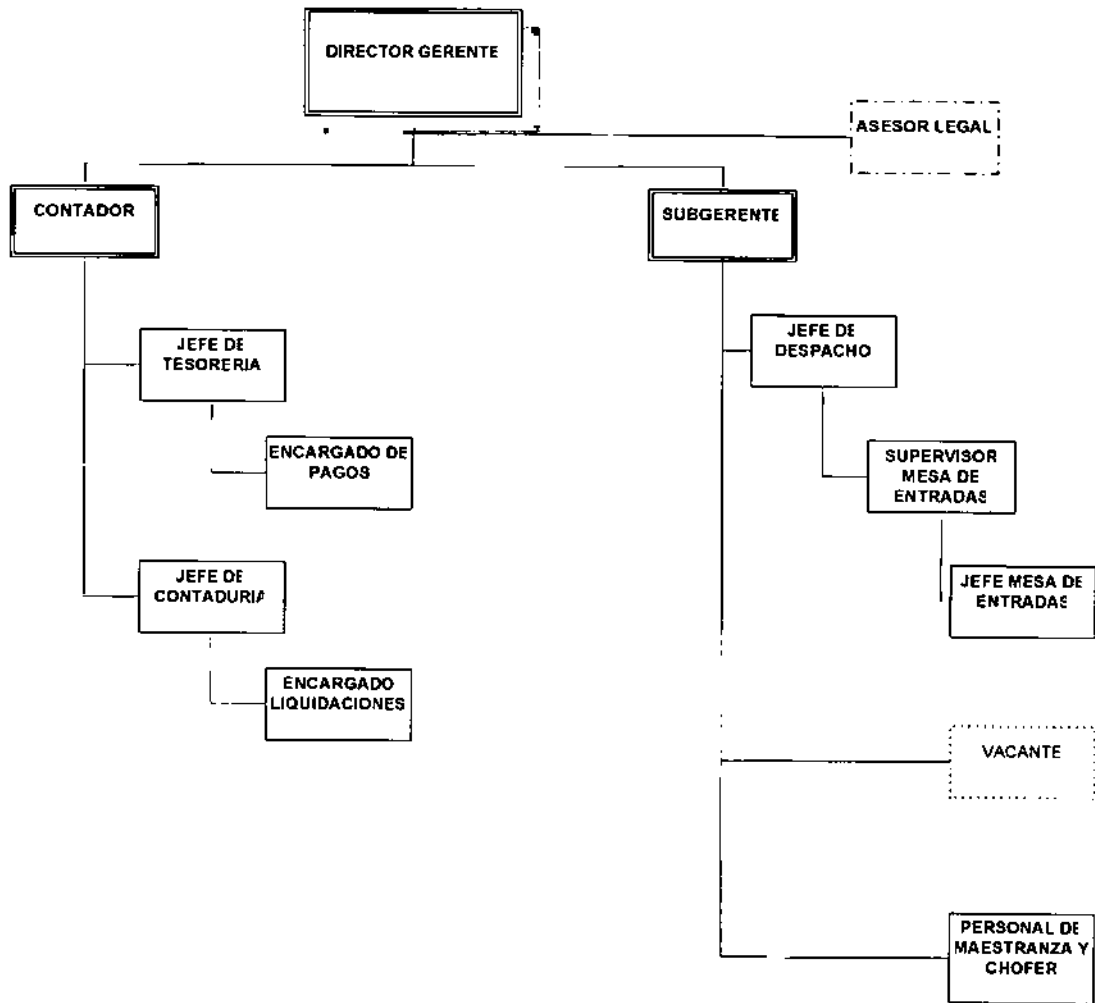 DIRECTOR GERENTE
ASESOR LEGAL
CONTADOR
SUBGERENTE
JEFE DE
TESORERIA
JEFE DE
DESPACHO
ENCARGADO DE
PAGOS
SUPERVISOR
MESA DE
ENTRADAS
JEFE DE
CONTADURIA
JEFE MESA DE
ENTRADAS
ENCARGADO
LIQUIDACIONES
VACANTE
PERSONAL DE
MAESTRANZA Y
CHOFER